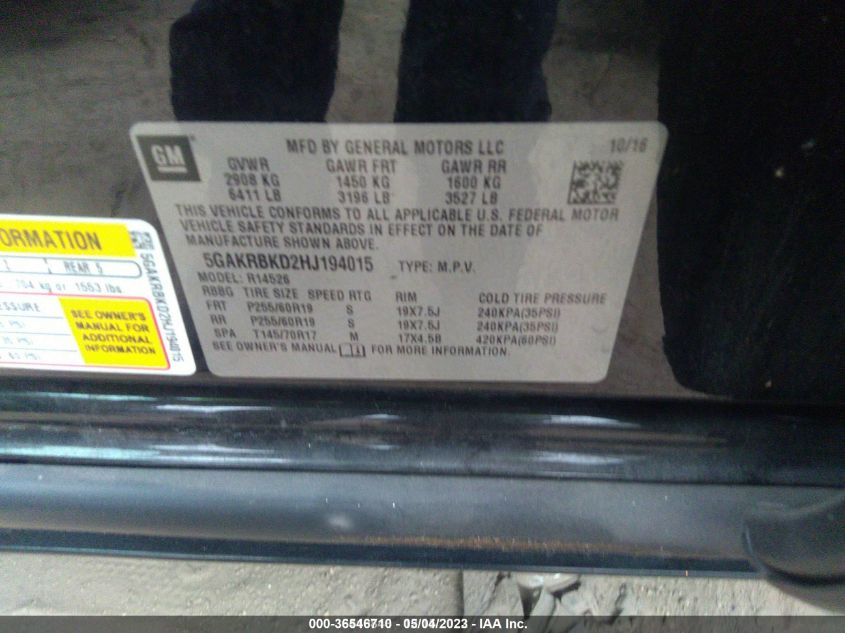 GM
MFD BY GENERAL MOTORS LLC 10/16
GVWR GAWR FRT GAWR RR
2908 KG 1450 KG 1600 KG
6411 LB 3196 LB 3527 LB
THIS VEHICLE CONFORMS TO ALL APPLICABLE U.S. FEDERAL MOTOR
VEHICLE SAFETY STANDARDS IN EFFECT ON THE DATE OF
MANUFACTURE SHOWN ABOVE.
5GAKRBKD2HJ194015 TYPE: M.P.V.
MODEL: R14526
RBBG TIRE SIZE SPEED RTG RIM COLD TIRE PRESSURE
FRT P255/60R19 S 19X7.5J 240KPA(35PSI)
RR P255/60R19 S 19X7.5J 240KPA(35PSI)
SPA T145/70R17 M 17X4.5B 420KPA(60PSI)
SEE OWNER'S MANUAL FOR MORE INFORMATION.
ORMATION
REAR 5
704 kg or 1553 lbs
SSURE
SEE OWNER'S
MANUAL FOR
ADDITIONAL
INFORMATION
5GAKRBKD2HJ194015
000-36546710 - 05/04/2023 - IAA Inc.